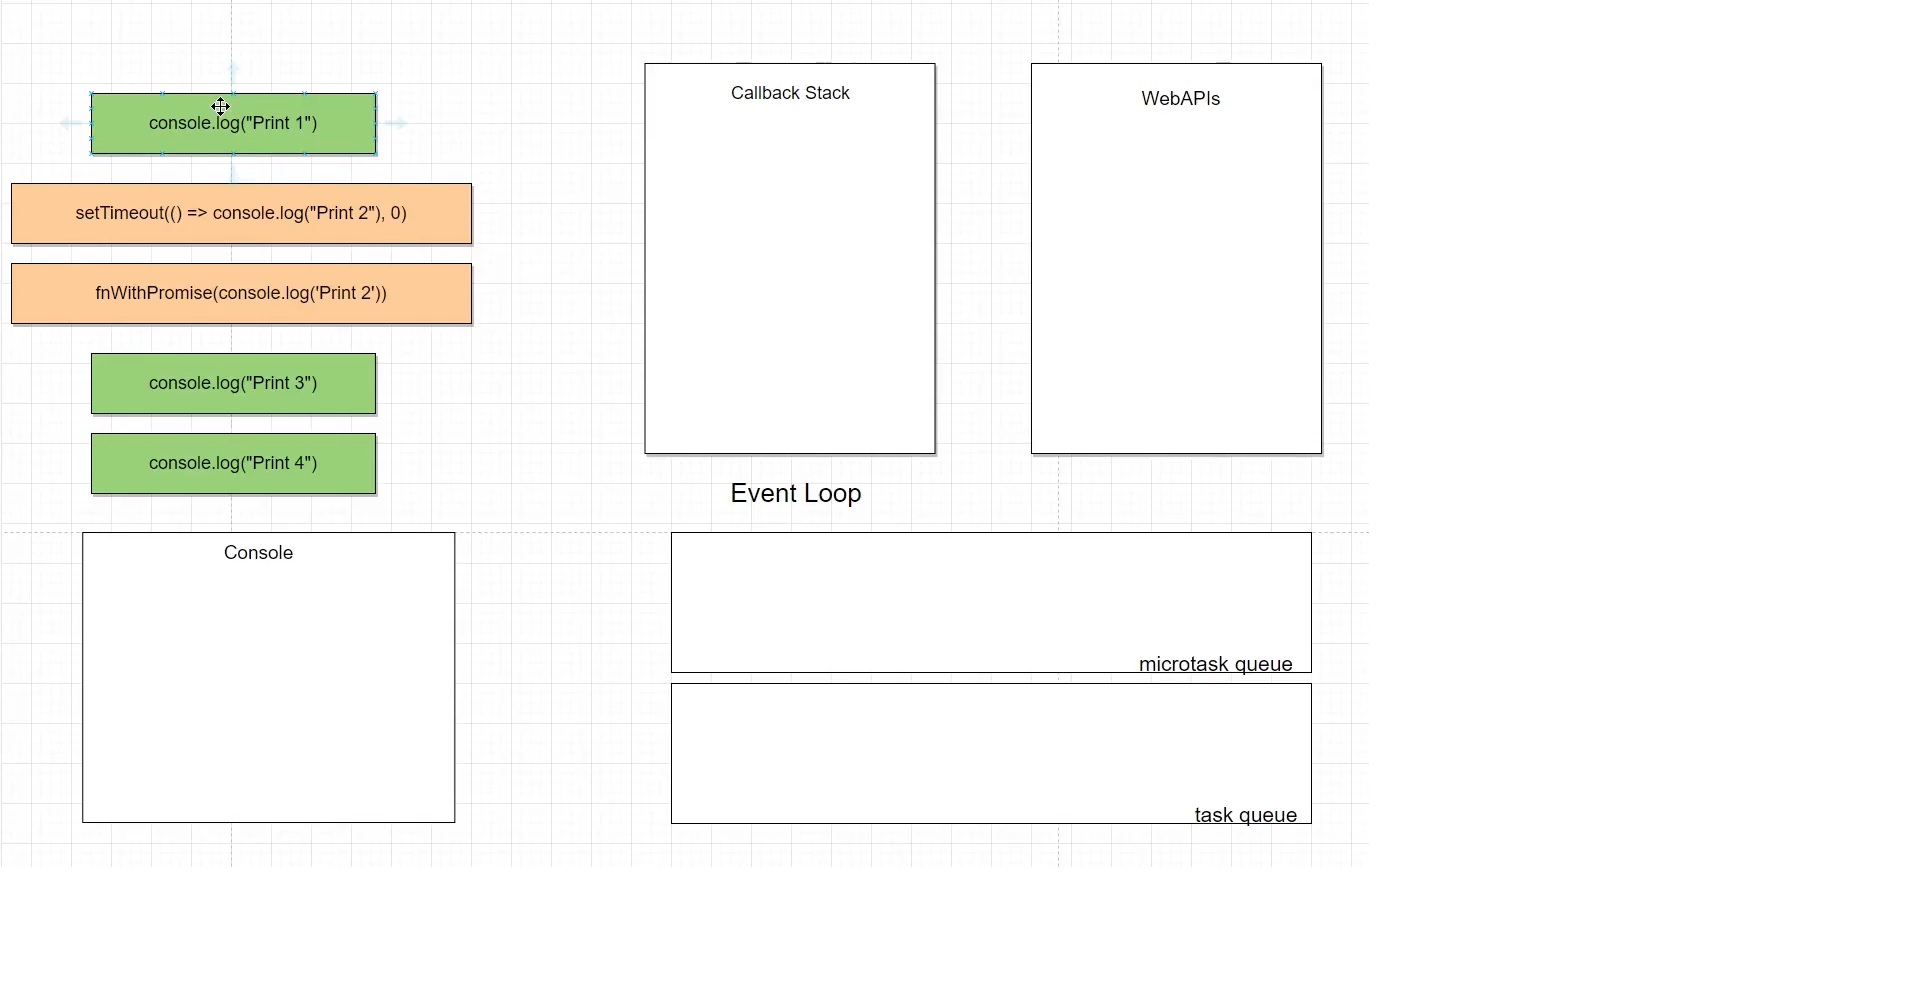 console.log("Print 1")
setTimeout(() => console.log("Print 2"), 0)
fnWithPromise(console.log('Print 2'))
console.log("Print 3")
console.log("Print 4")
Console
Callback Stack
WebAPIs
Event Loop
microtask queue
task queue